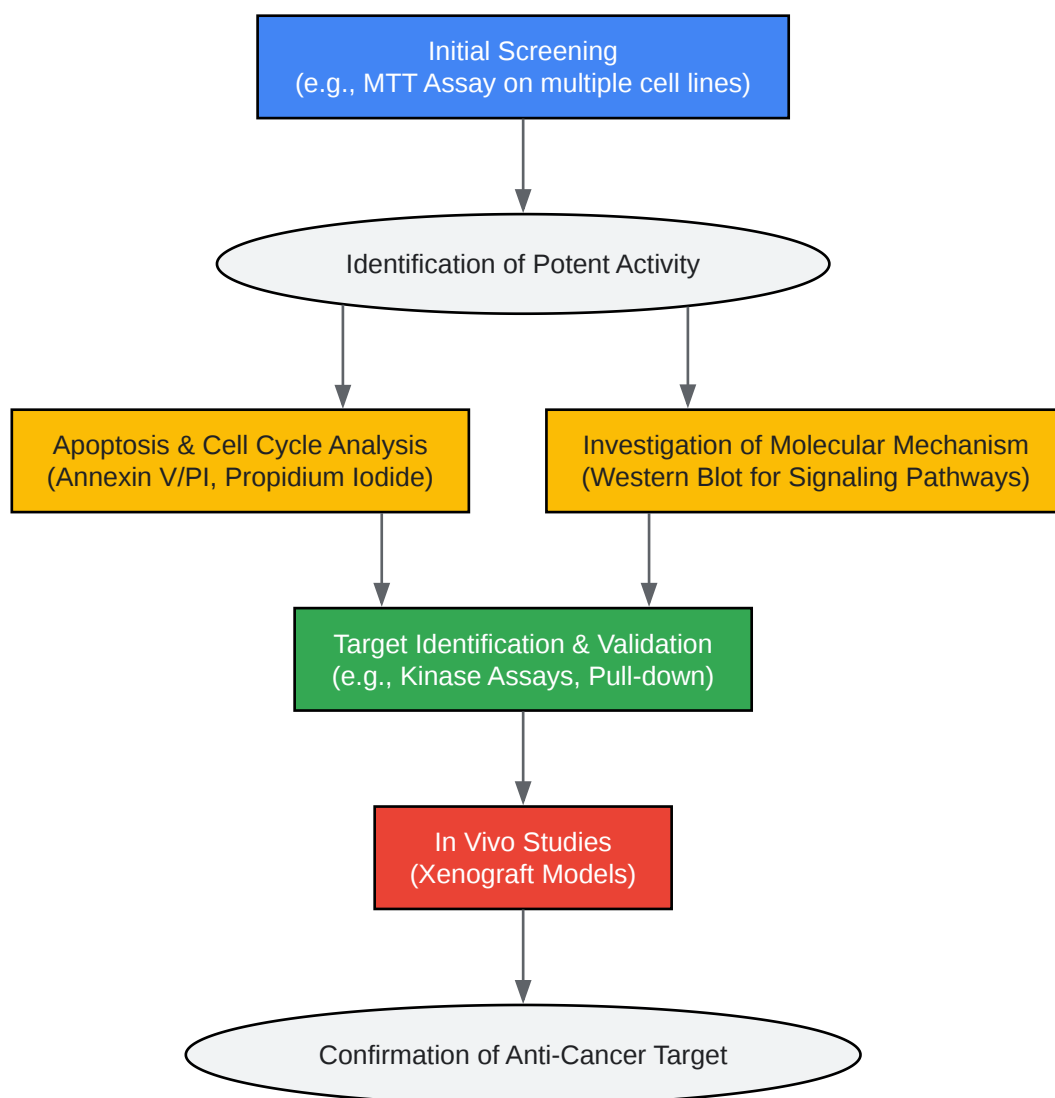 Initial Screening
(e.g., MTT Assay on multiple cell lines)
Identification of Potent Activity
Apoptosis & Cell Cycle Analysis
(Annexin V/PI, Propidium Iodide)
Investigation of Molecular Mechanism
(Western Blot for Signaling Pathways)
Target Identification & Validation
(e.g., Kinase Assays, Pull-down)
In Vivo Studies
(Xenograft Models)
Confirmation of Anti-Cancer Target